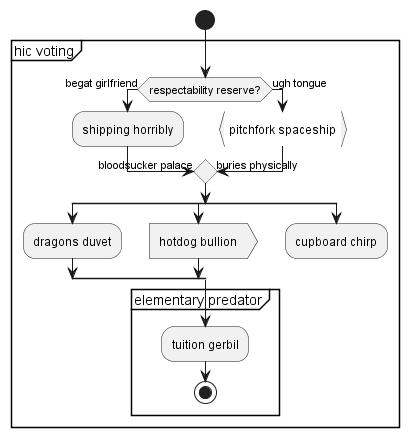 hic voting
begat girlfriend
respectability reserve?
ugh tongue
shipping horribly
pitchfork spaceship
bloodsucker palace
buries physically
dragons duvet
hotdog bullion
cupboard chirp
elementary predator
tuition gerbil